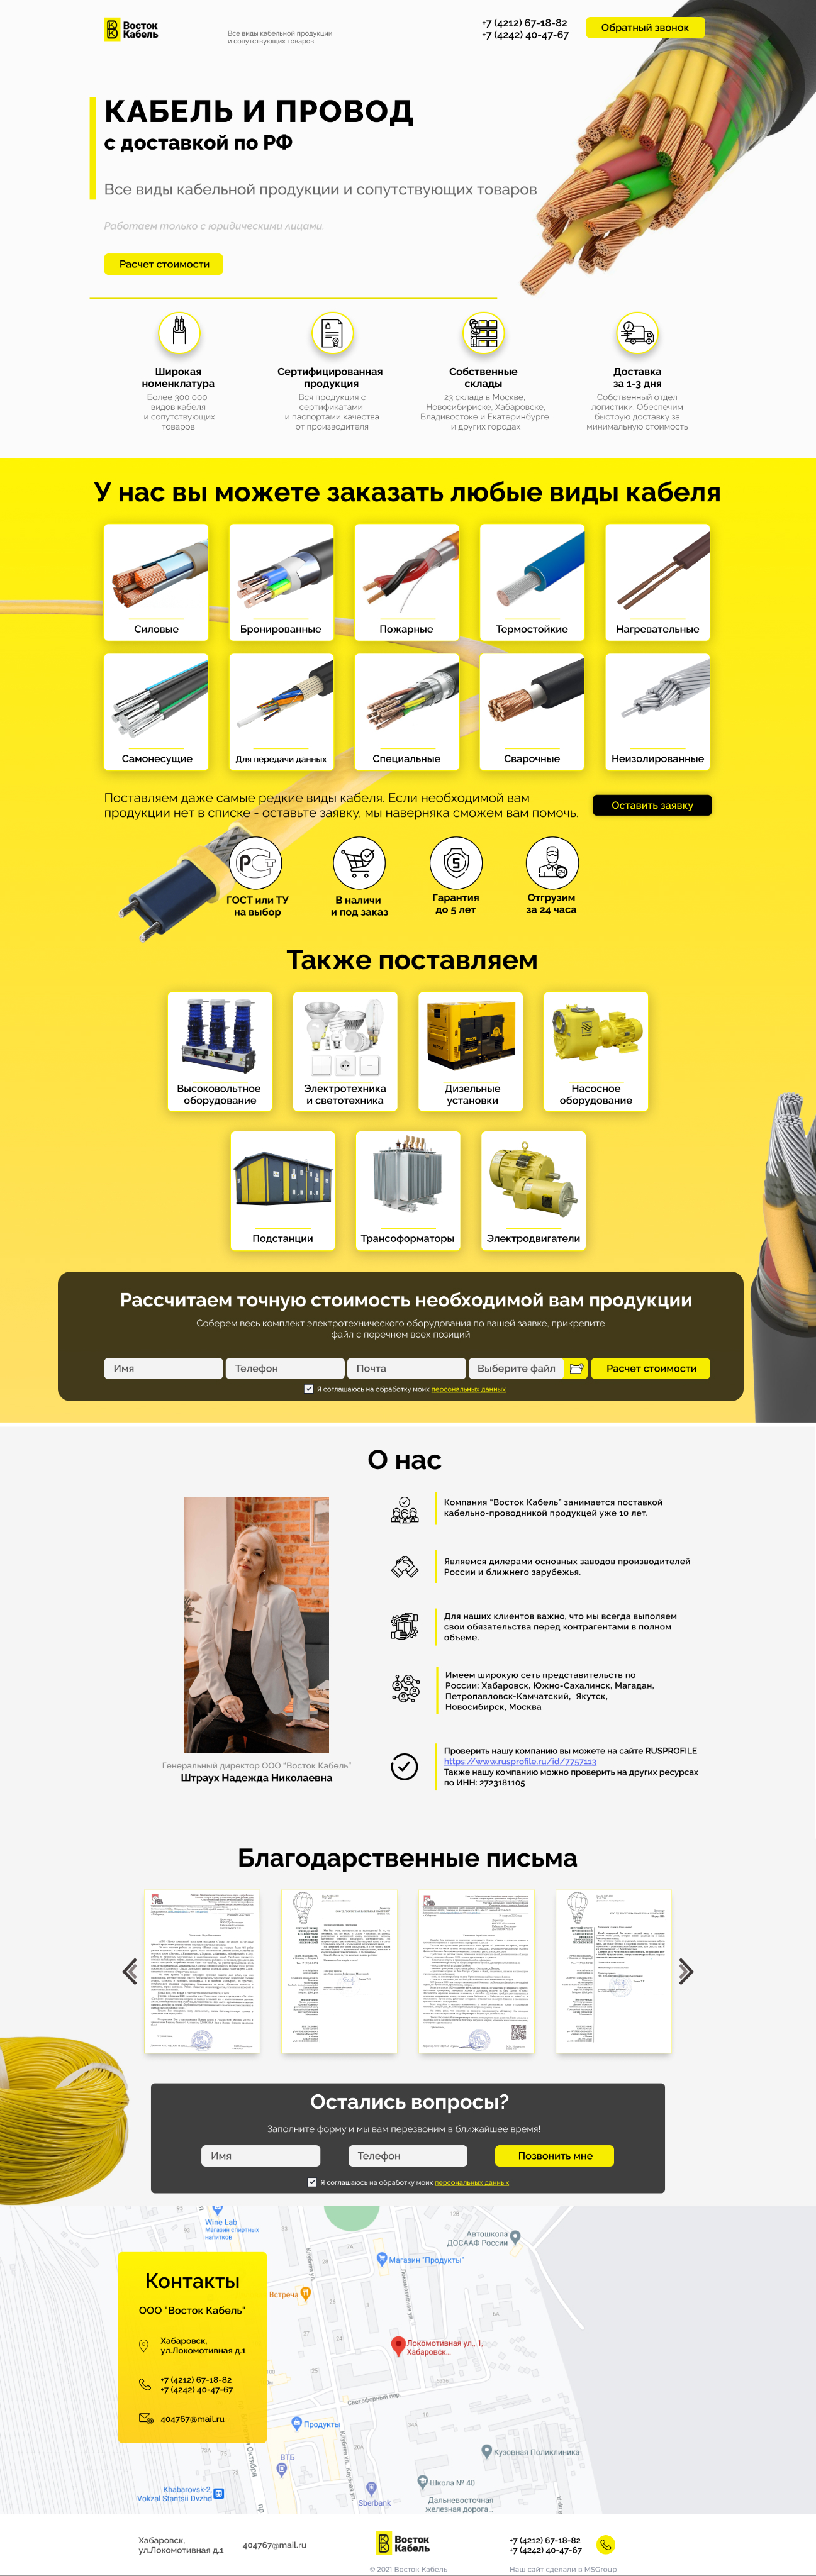 Восток
Кабель
Все виды кабельной продукции
и сопутствующих товаров
+7 (4212) 67-18-82
+7 (4242) 40-47-67
Обратный звонок
КАБЕЛЬ И ПРОВОД
с доставкой по РФ
Все виды кабельной продукции и сопутствующих товаров
Работаем только с юридическими лицами.
Расчет стоимости
Широкая
номенклатура
Более 300 000
видов кабеля
и сопутствующих
товаров
Сертифицированная
продукция
Вся продукция с
сертификатами
и паспортами качества
от производителя
Собственные
склады
23 склада в Москве,
Новосибириске, Хабаровске,
Владивостоке и Екатеринбурге
и других городах
Доставка
за 1-3 дня
Собственный отдел
логистики. Обеспечим
быструю доставку за
минимальную стоимость
У нас вы можете заказать любые виды кабеля
Силовые
Бронированные
Пожарные
Термостойкие
Нагревательные
Самонесущие
Для передачи данных
Специальные
Сварочные
Неизолированные
Поставляем даже самые редкие виды кабеля. Если необходимой вам
продукции нет в списке - оставьте заявку, мы наверняка сможем вам помочь.
Оставить заявку
ГОСТ или ТУ
на выбор
В наличи
и под заказ
Гарантия
до 5 лет
Отгрузим
за 24 часа
Также поставляем
Высоковольтное
оборудование
Электротехника
и светотехника
Дизельные
установки
Насосное
оборудование
Подстанции
Трансоформаторы
Электродвигатели
Рассчитаем точную стоимость необходимой вам продукции
Соберем весь комплект электротехнического оборудования по вашей заявке, прикрепите
файл с перечнем всех позиций
Имя
Телефон
Почта
Выберите файл
Расчет стоимости
Я соглашаюсь на обработку моих персональных данных
О нас
Компания “Восток Кабель” занимается поставкой
кабельно-проводникой продукцей уже 10 лет.
Являемся дилерами основных заводов производителей
России и ближнего зарубежья.
Для наших клиентов важно, что мы всегда выполяем
свои обязательства перед контрагентами в полном
объеме.
Имеем широкую сеть представительств по
России: Хабаровск, Южно-Сахалинск, Магадан,
Петропавловск-Камчатский, Якутск,
Новосибирск, Москва
Проверить нашу компанию вы можете на сайте RUSPROFILE
https://www.rusprofile.ru/id/7757113
Также нашу компанию можно проверить на других ресурсах
по ИНН: 2723181105
Генеральный директор ООО "Восток Кабель"
Штраух Надежда Николаевна
Благодарственные письма
Остались вопросы?
Заполните форму и мы вам перезвоним в ближайшее время!
Имя
Телефон
Позвонить мне
Я соглашаюсь на обработку моих персональных данных
Wine Lab
Магазин спиртных
напитков
Автошкола
ДОСААФ России
Магазин "Продукты"
Встреча
Локомотивная ул., 1,
Хабаровск...
Светофорный пер.
Клубная ул.
Локомотивная ул.
Продукты
ВТБ
Sberbank
Школа № 40
Кузовная Поликлиника
Дальневосточная
железная дорога...
Khabarovsk-2,
Vokzal Stantsii Dvzhd
Контакты
ООО "Восток Кабель"
Хабаровск,
ул.Локомотивная д.1
+7 (4212) 67-18-82
+7 (4242) 40-47-67
404767@mail.ru
Хабаровск,
ул.Локомотивная д.1
404767@mail.ru
Восток
Кабель
© 2021 Восток Кабель
+7 (4212) 67-18-82
+7 (4242) 40-47-67
Наш сайт сделали в MSGroup